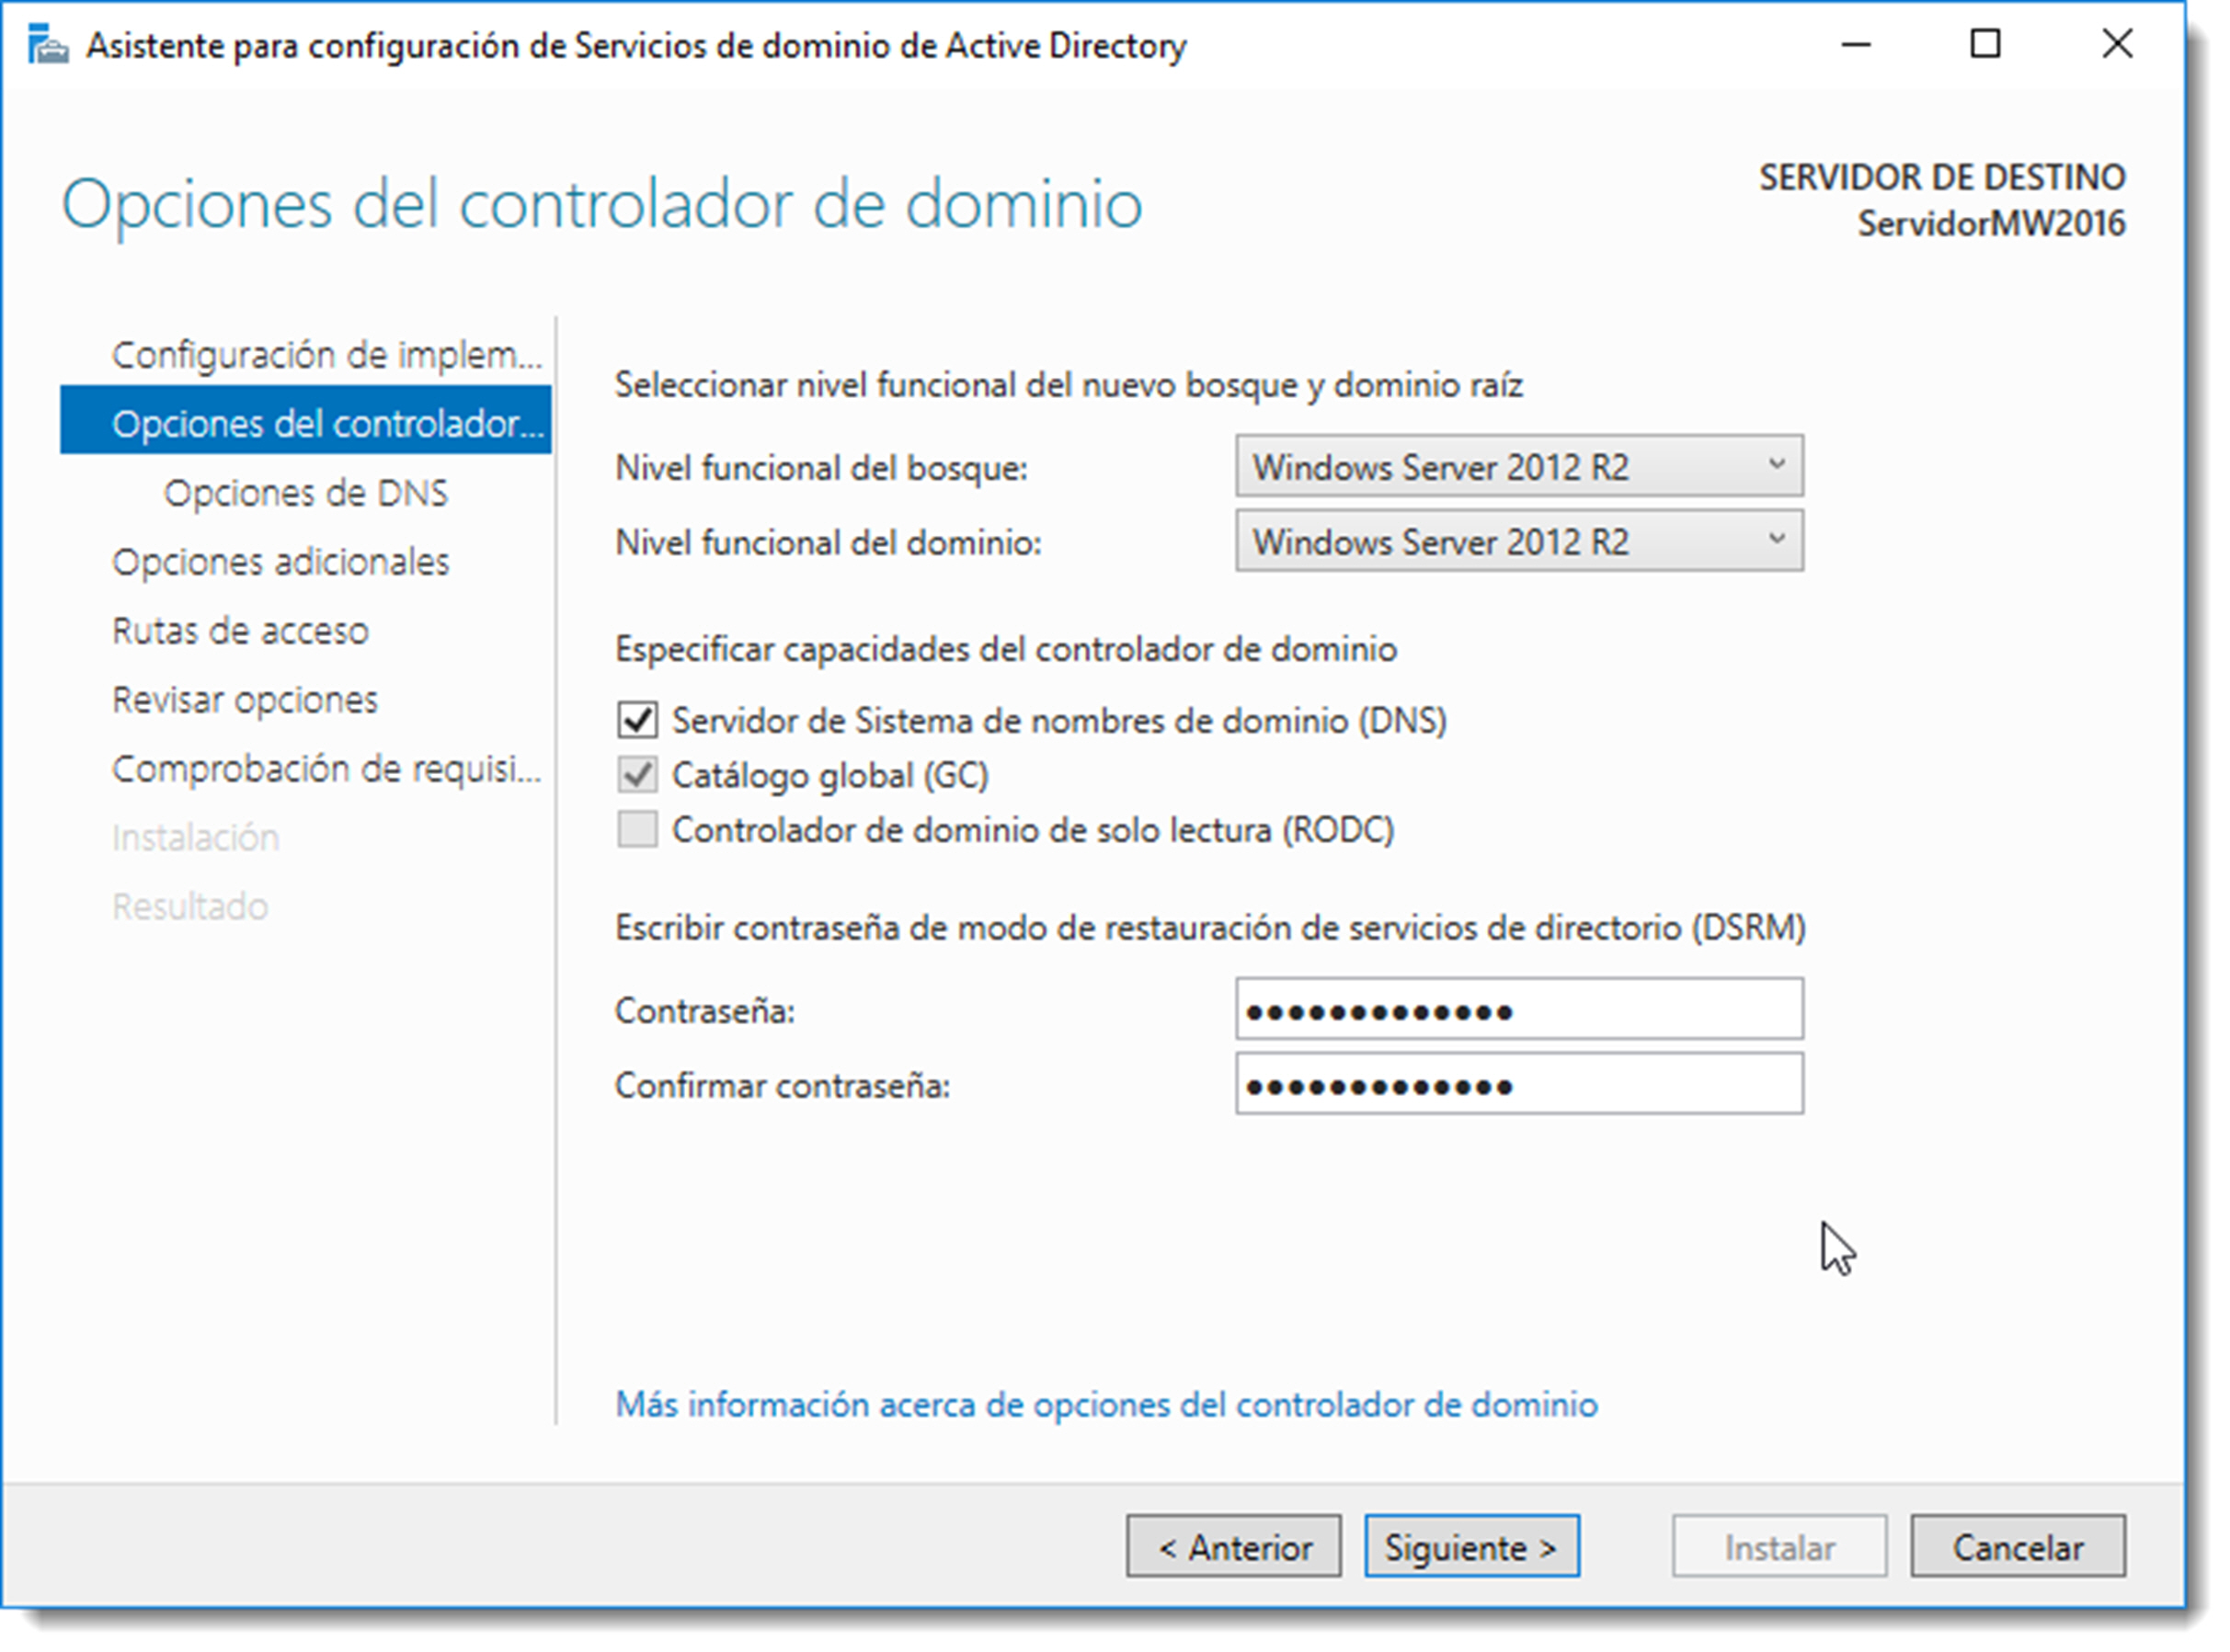 Asistente para configuración de Servicios de dominio de Active Directory
Opciones del controlador de dominio
SERVIDOR DE DESTINO
ServidorMW2016
Configuración de implem...
Opciones del controlador...
Opciones de DNS
Opciones adicionales
Rutas de acceso
Revisar opciones
Comprobación de requisi...
Instalación
Resultado
Seleccionar nivel funcional del nuevo bosque y dominio raíz
Nivel funcional del bosque: Windows Server 2012 R2
Nivel funcional del dominio: Windows Server 2012 R2
Especificar capacidades del controlador de dominio
Servidor de Sistema de nombres de dominio (DNS)
Catálogo global (GC)
Controlador de dominio de solo lectura (RODC)
Escribir contraseña de modo de restauración de servicios de directorio (DSRM)
Contraseña: •••••••••••••
Confirmar contraseña: •••••••••••••
Más información acerca de opciones del controlador de dominio
< Anterior Siguiente > Instalar Cancelar